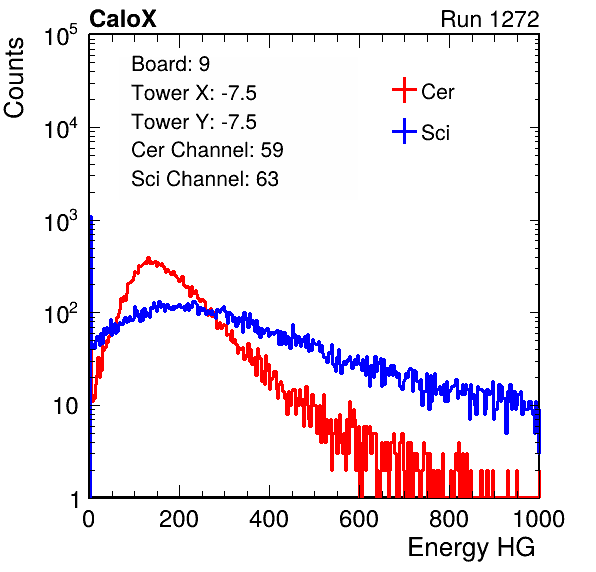 CaloX Run 1272
Counts
10^5
10^4
10^3
10^2
10
1
Board: 9
Tower X: -7.5
Tower Y: -7.5
Cer Channel: 59
Sci Channel: 63
Cer
Sci
0 200 400 600 800 1000
Energy HG